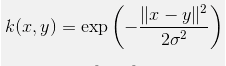 k(x, y) = exp(−||x − y||² / 2σ²)